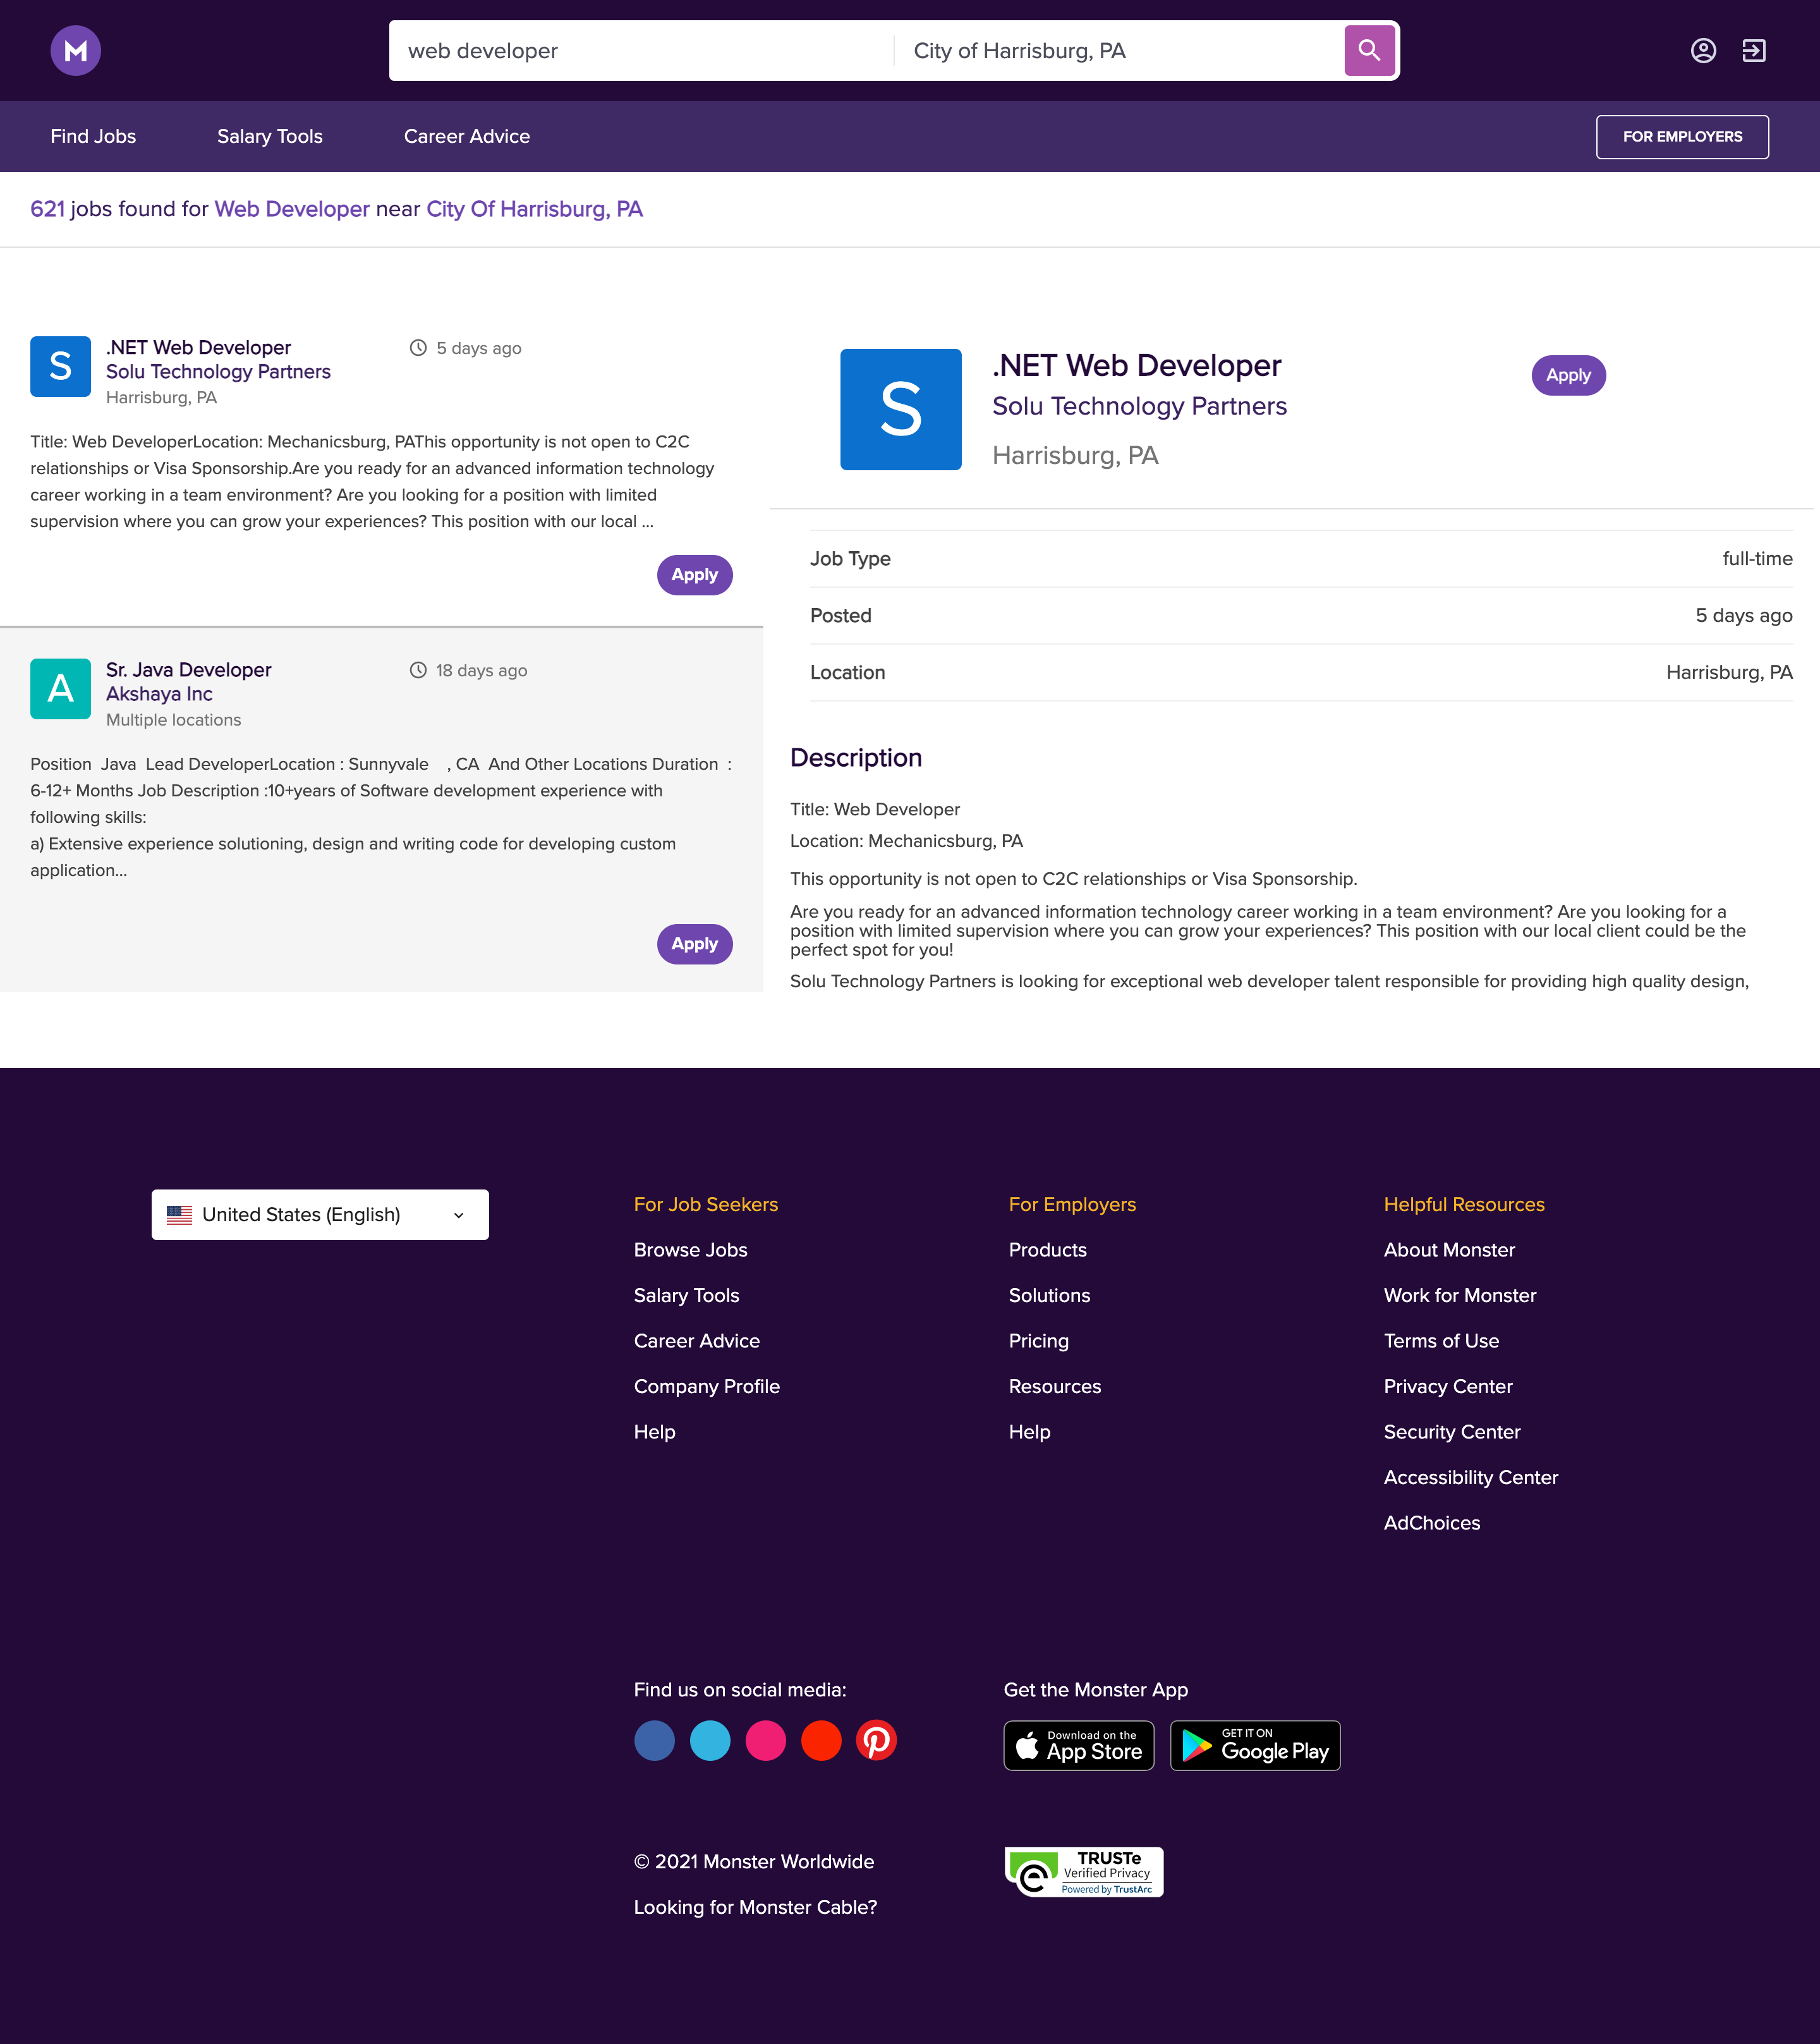 M
web developer
City of Harrisburg, PA
Find Jobs
Salary Tools
Career Advice
FOR EMPLOYERS
621 jobs found for Web Developer near City Of Harrisburg, PA
S
.NET Web Developer
5 days ago
Solu Technology Partners
Harrisburg, PA
Title: Web DeveloperLocation: Mechanicsburg, PAThis opportunity is not open to C2C
relationships or Visa Sponsorship.Are you ready for an advanced information technology
career working in a team environment? Are you looking for a position with limited
supervision where you can grow your experiences? This position with our local ...
Apply
A
Sr. Java Developer
18 days ago
Akshaya Inc
Multiple locations
Position Java Lead DeveloperLocation : Sunnyvale , CA And Other Locations Duration :
6-12+ Months Job Description :10+years of Software development experience with
following skills:
a) Extensive experience solutioning, design and writing code for developing custom
application...
Apply
S
.NET Web Developer
Solu Technology Partners
Harrisburg, PA
Apply
Job Type full-time
Posted 5 days ago
Location Harrisburg, PA
Description
Title: Web Developer
Location: Mechanicsburg, PA
This opportunity is not open to C2C relationships or Visa Sponsorship.
Are you ready for an advanced information technology career working in a team environment? Are you looking for a
position with limited supervision where you can grow your experiences? This position with our local client could be the
perfect spot for you!
Solu Technology Partners is looking for exceptional web developer talent responsible for providing high quality design,
United States (English)
For Job Seekers
Browse Jobs
Salary Tools
Career Advice
Company Profile
Help
For Employers
Products
Solutions
Pricing
Resources
Help
Helpful Resources
About Monster
Work for Monster
Terms of Use
Privacy Center
Security Center
Accessibility Center
AdChoices
Find us on social media:
Get the Monster App
Download on the
App Store
GET IT ON
Google Play
© 2021 Monster Worldwide
Looking for Monster Cable?
TRUSTe
Verified Privacy
Powered by TrustArc